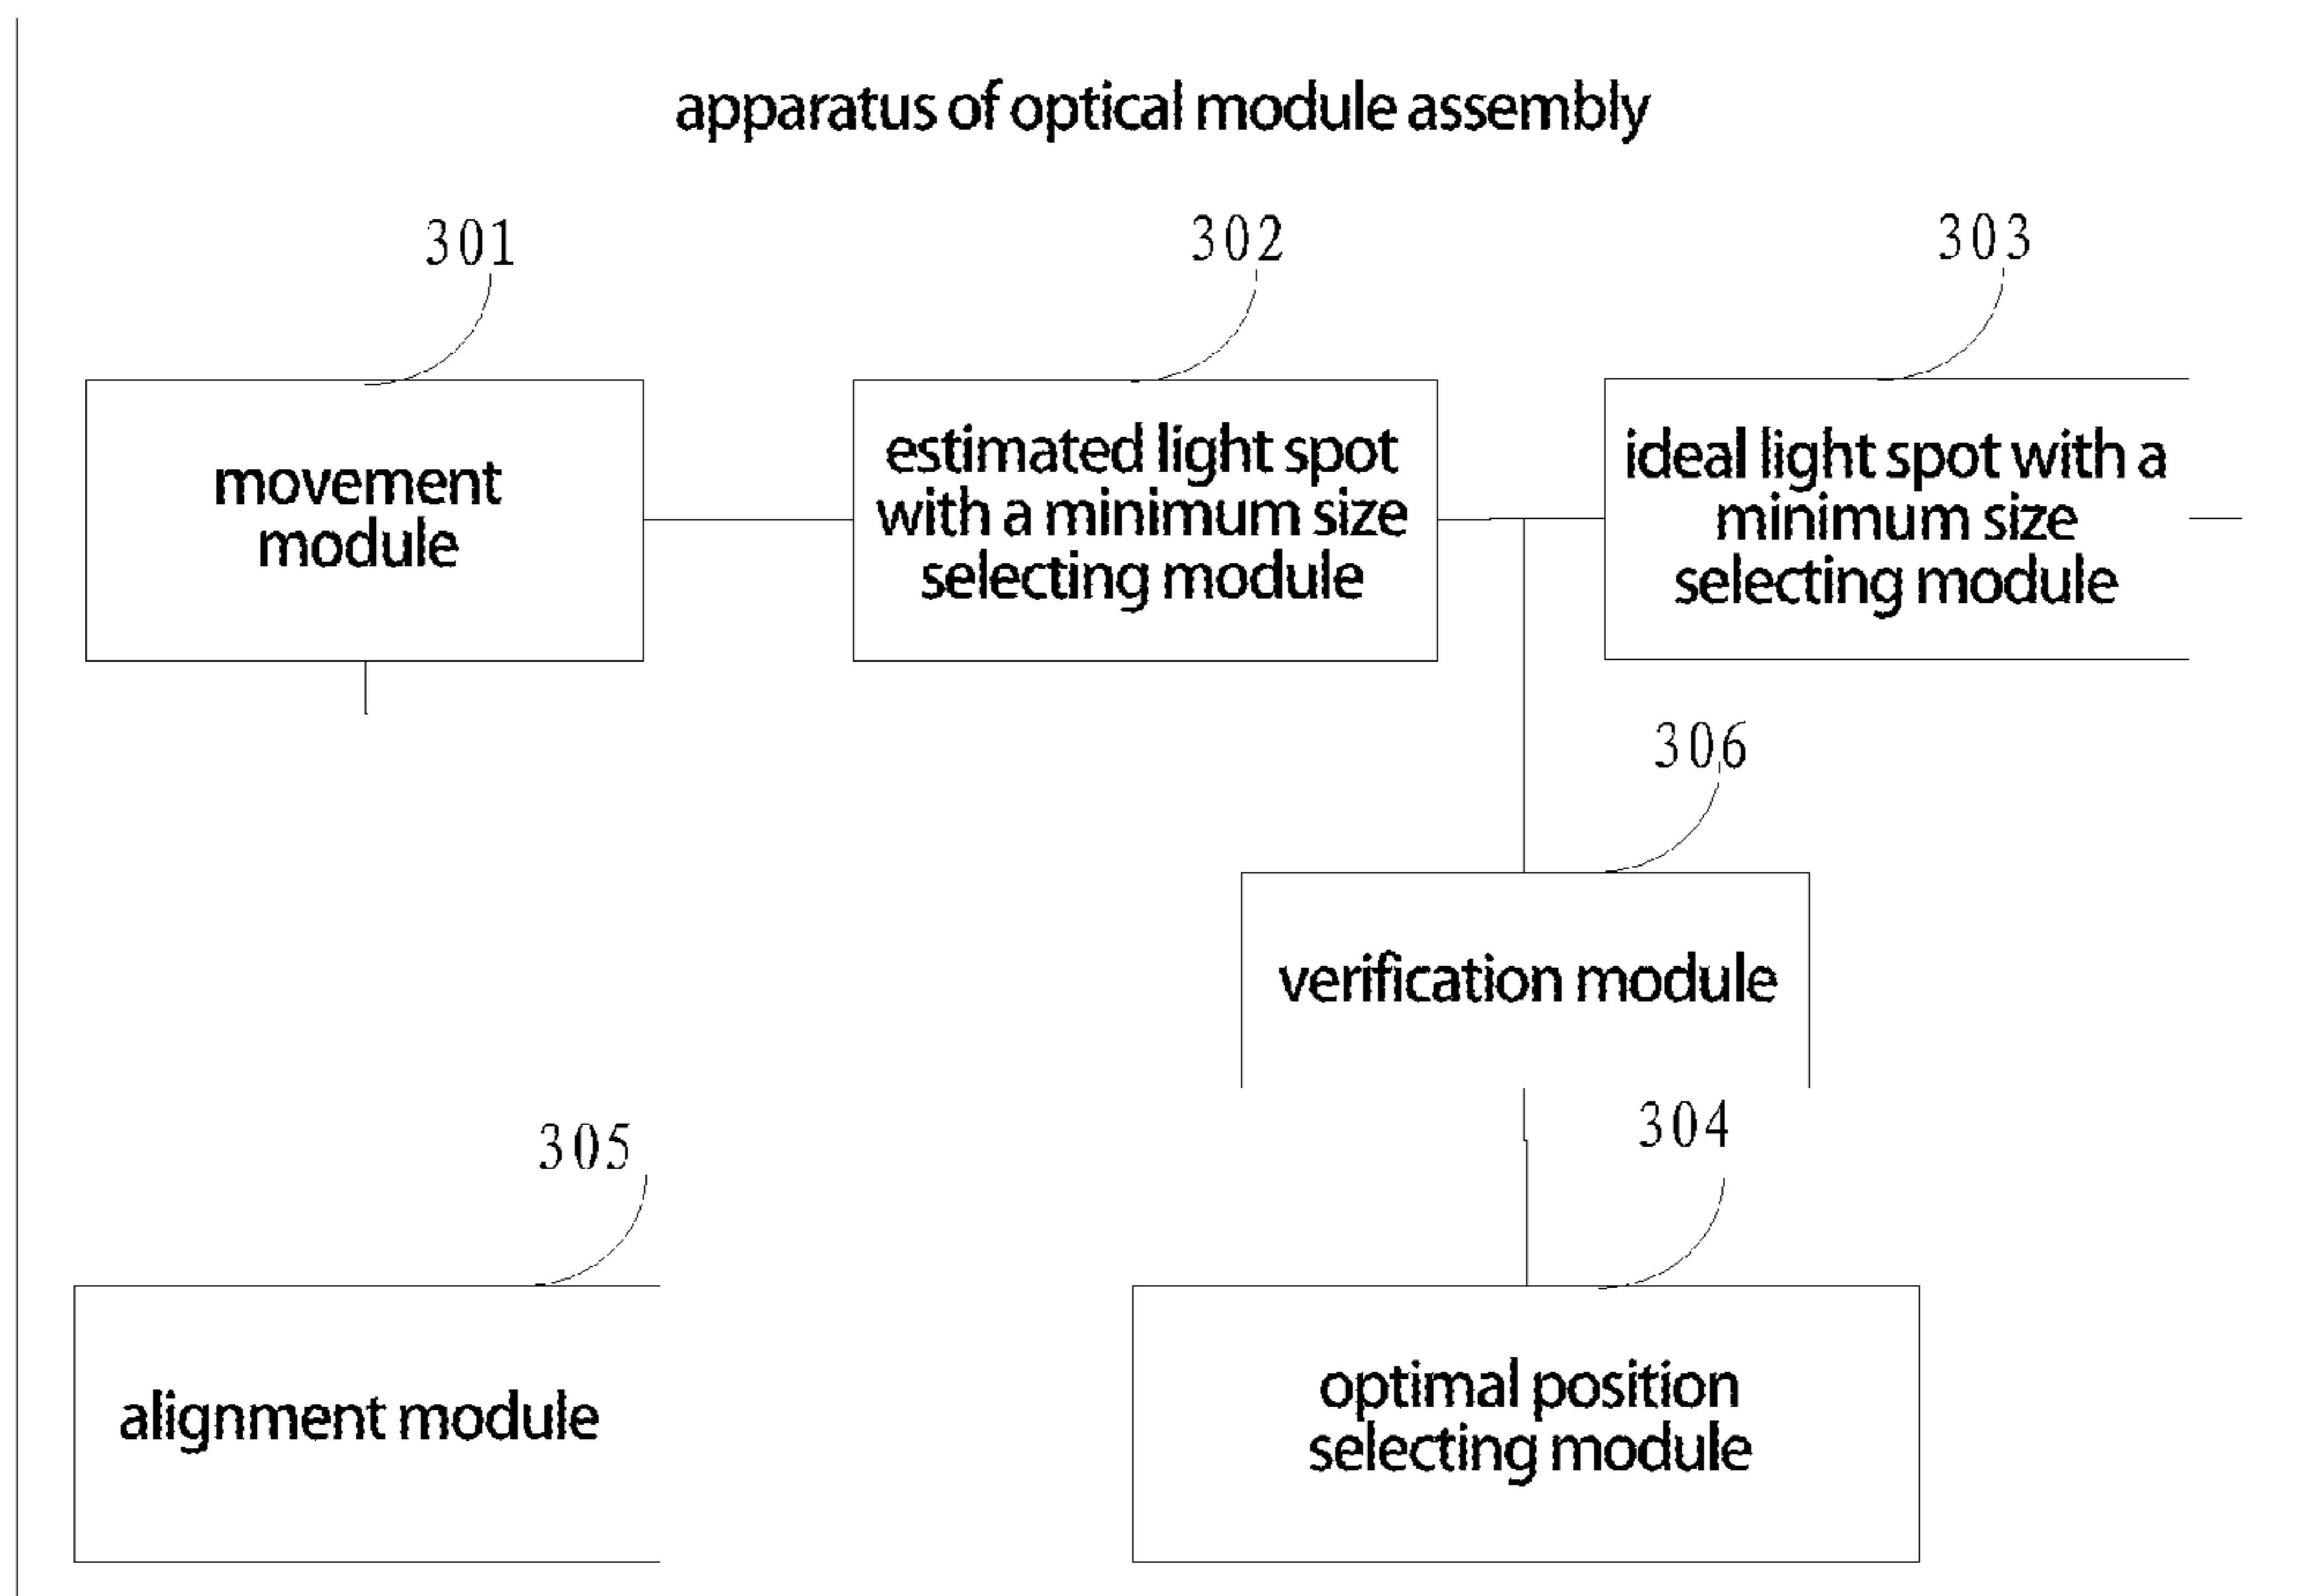 apparatus of optical module assembly
301
302
303
movement
module
estimated light spot
with a minimum size
selecting module
ideal light spot with a
minimum size
selecting module
306
verification module
305
304
alignment module
optimal position
selecting module